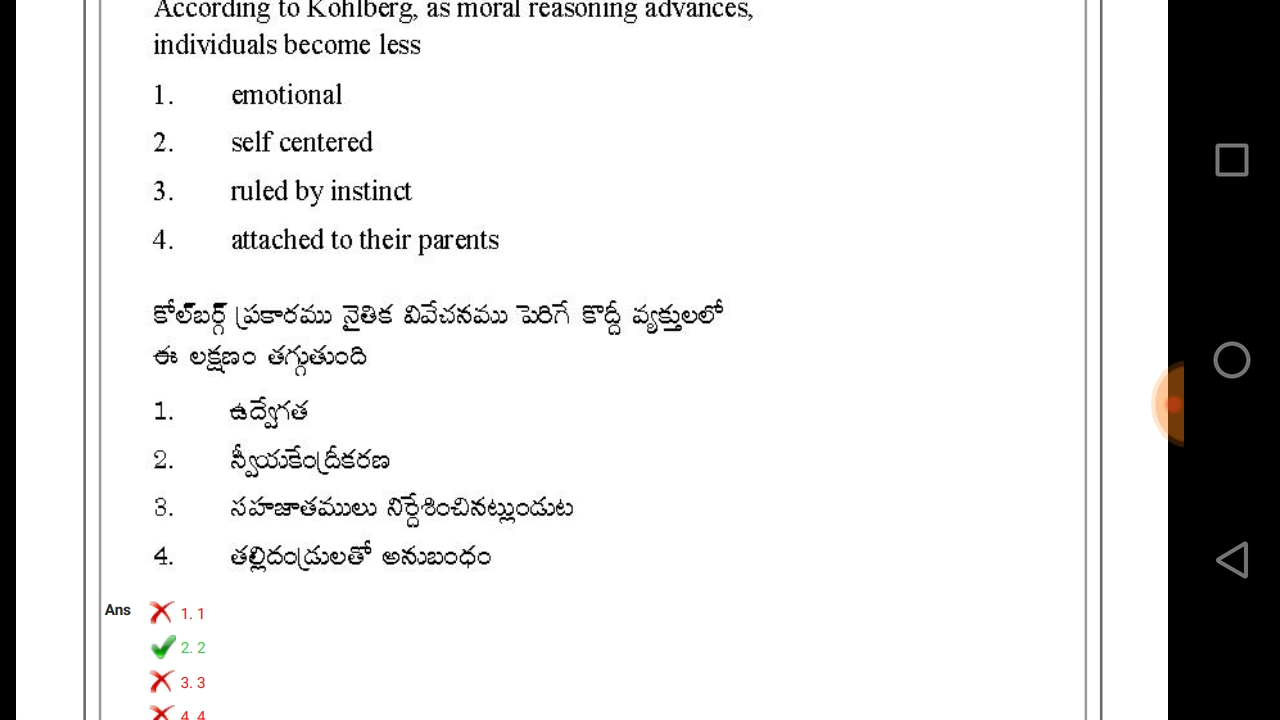 According to Kohlberg, as moral reasoning advances,
individuals become less
1. emotional
2. self centered
3. ruled by instinct
4. attached to their parents
కోల్‌బర్గ్ ప్రకారము నైతిక వివేచనము పెరిగే కొద్దీ వ్యక్తులలో
ఈ లక్షణం తగ్గుతుంది
1. ఉద్వేగత
2. స్వీయకేంద్రీకరణ
3. సహజాతములు నిర్దేశించినట్లుండుట
4. తల్లిదండ్రులతో అనుబంధం
Ans 1. 1
2. 2
3. 3
4. 4